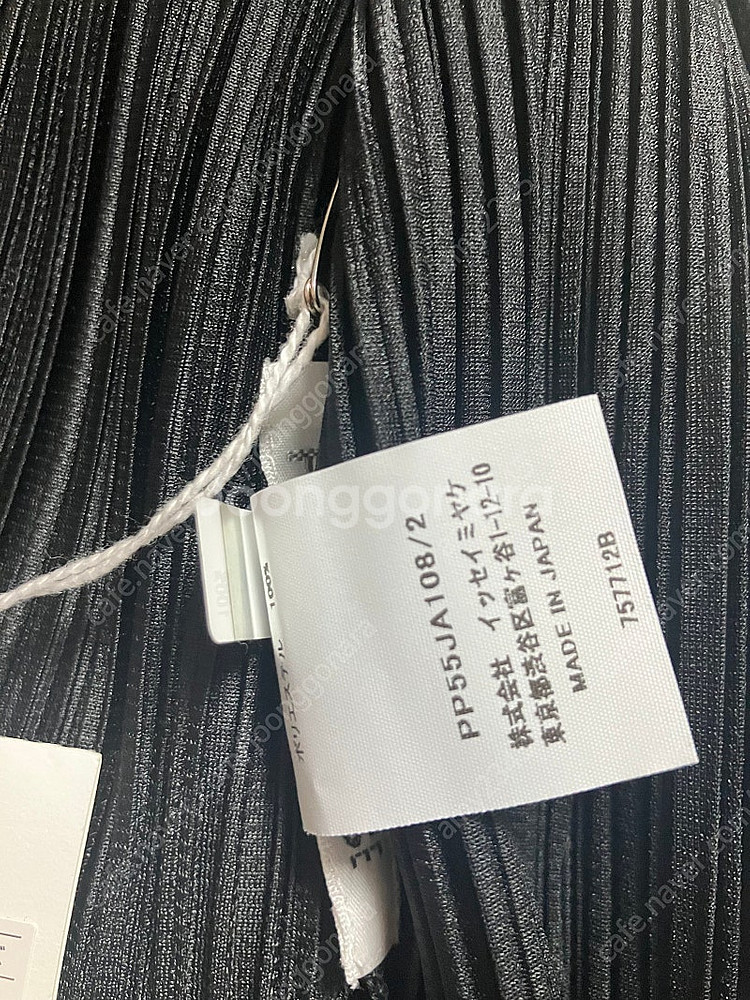 PP55JA108/2
株式会社 イッセイミヤケ
東京都渋谷区富ヶ谷1-12-10
MADE IN JAPAN
757712B
ポリエステル
100%
joonggonara